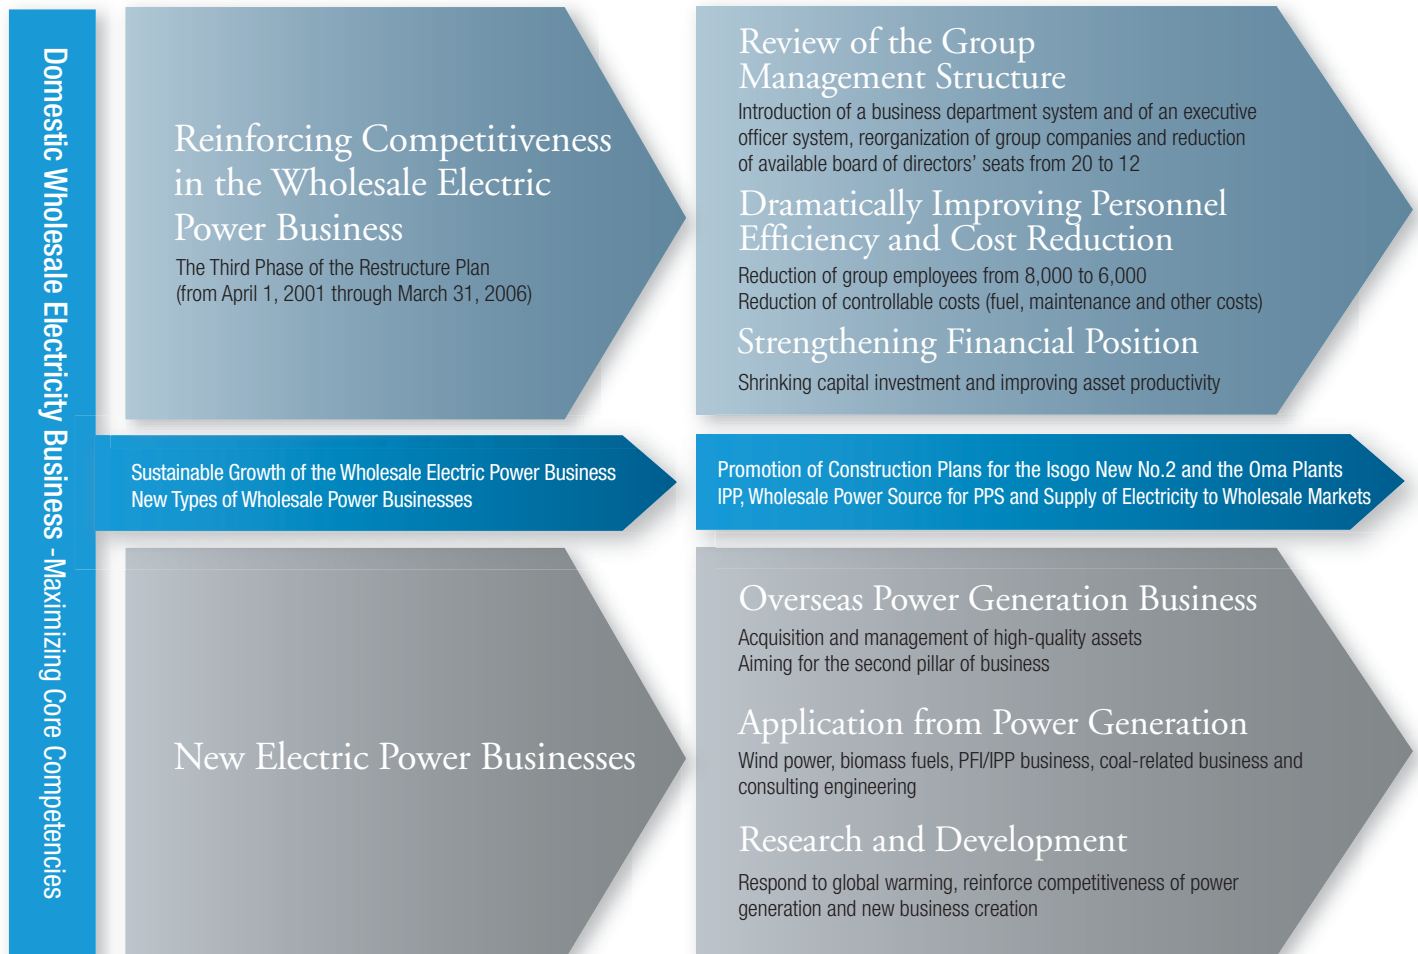 Domestic Wholesale Electricity Business -Maximizing Core Competencies
Reinforcing Competitiveness
in the Wholesale Electric
Power Business
The Third Phase of the Restructure Plan
(from April 1, 2001 through March 31, 2006)
Review of the Group
Management Structure
Introduction of a business department system and of an executive
officer system, reorganization of group companies and reduction
of available board of directors’ seats from 20 to 12
Dramatically Improving Personnel
Efficiency and Cost Reduction
Reduction of group employees from 8,000 to 6,000
Reduction of controllable costs (fuel, maintenance and other costs)
Strengthening Financial Position
Shrinking capital investment and improving asset productivity
Sustainable Growth of the Wholesale Electric Power Business
New Types of Wholesale Power Businesses
Promotion of Construction Plans for the Isogo New No.2 and the Oma Plants
IPP, Wholesale Power Source for PPS and Supply of Electricity to Wholesale Markets
New Electric Power Businesses
Overseas Power Generation Business
Acquisition and management of high-quality assets
Aiming for the second pillar of business
Application from Power Generation
Wind power, biomass fuels, PFI/IPP business, coal-related business and
consulting engineering
Research and Development
Respond to global warming, reinforce competitiveness of power
generation and new business creation